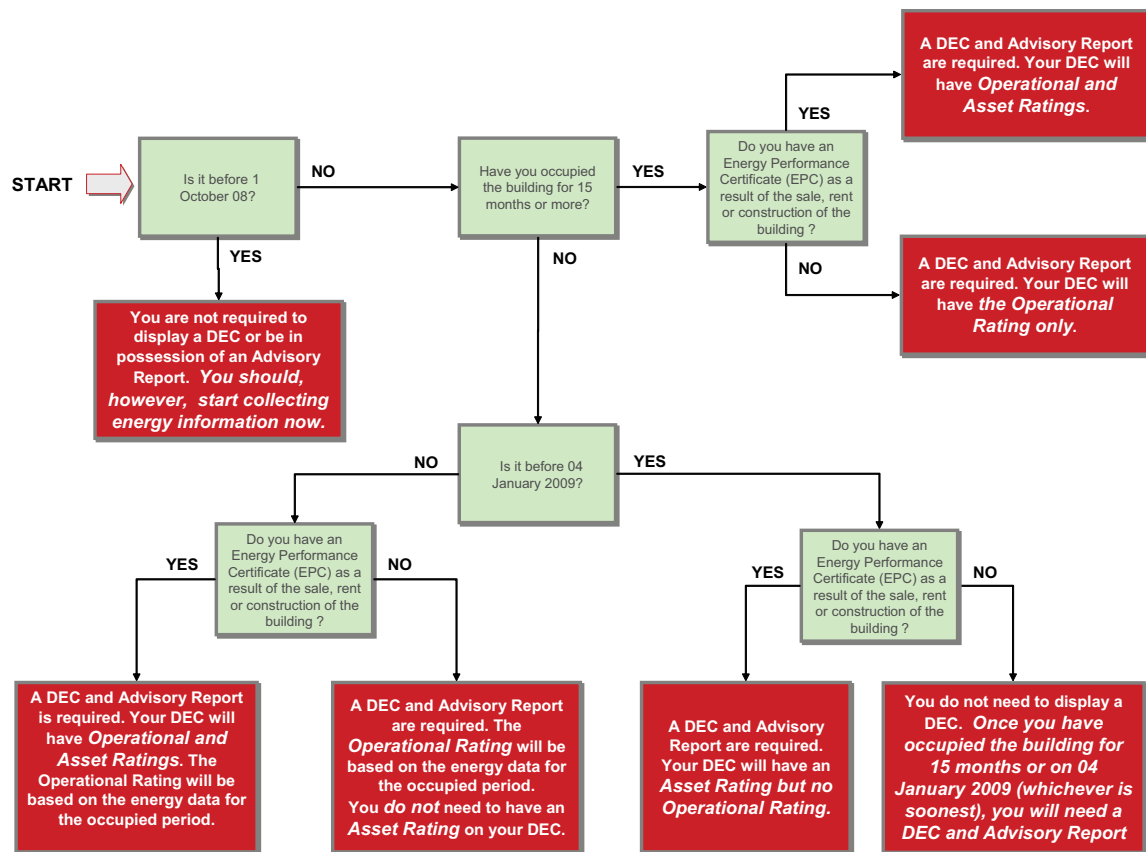 A DEC and Advisory Report
are required. Your DEC will
have Operational and
Asset Ratings.
YES
START
Is it before 1
October 08?
NO
Have you occupied
the building for 15
months or more?
YES
Do you have an
Energy Performance
Certificate (EPC) as a
result of the sale, rent
or construction of the
building ?
YES
NO
NO
A DEC and Advisory Report
are required. Your DEC will
have the Operational
Rating only.
You are not required to
display a DEC or be in
possession of an Advisory
Report. You should,
however, start collecting
energy information now.
NO
Is it before 04
January 2009?
YES
YES
Do you have an
Energy Performance
Certificate (EPC) as a
result of the sale, rent
or construction of the
building ?
NO
YES
Do you have an
Energy Performance
Certificate (EPC) as a
result of the sale, rent
or construction of the
building ?
NO
A DEC and Advisory Report
is required. Your DEC will
have Operational and
Asset Ratings. The
Operational Rating will be
based on the energy data for
the occupied period.
A DEC and Advisory Report
are required. The
Operational Rating will be
based on the energy data for
the occupied period.
You do not need to have an
Asset Rating on your DEC.
A DEC and Advisory
Report are required.
Your DEC will have an
Asset Rating but no
Operational Rating.
You do not need to display a
DEC. Once you have
occupied the building for
15 months or on 04
January 2009 (whichever is
soonest), you will need a
DEC and Advisory Report